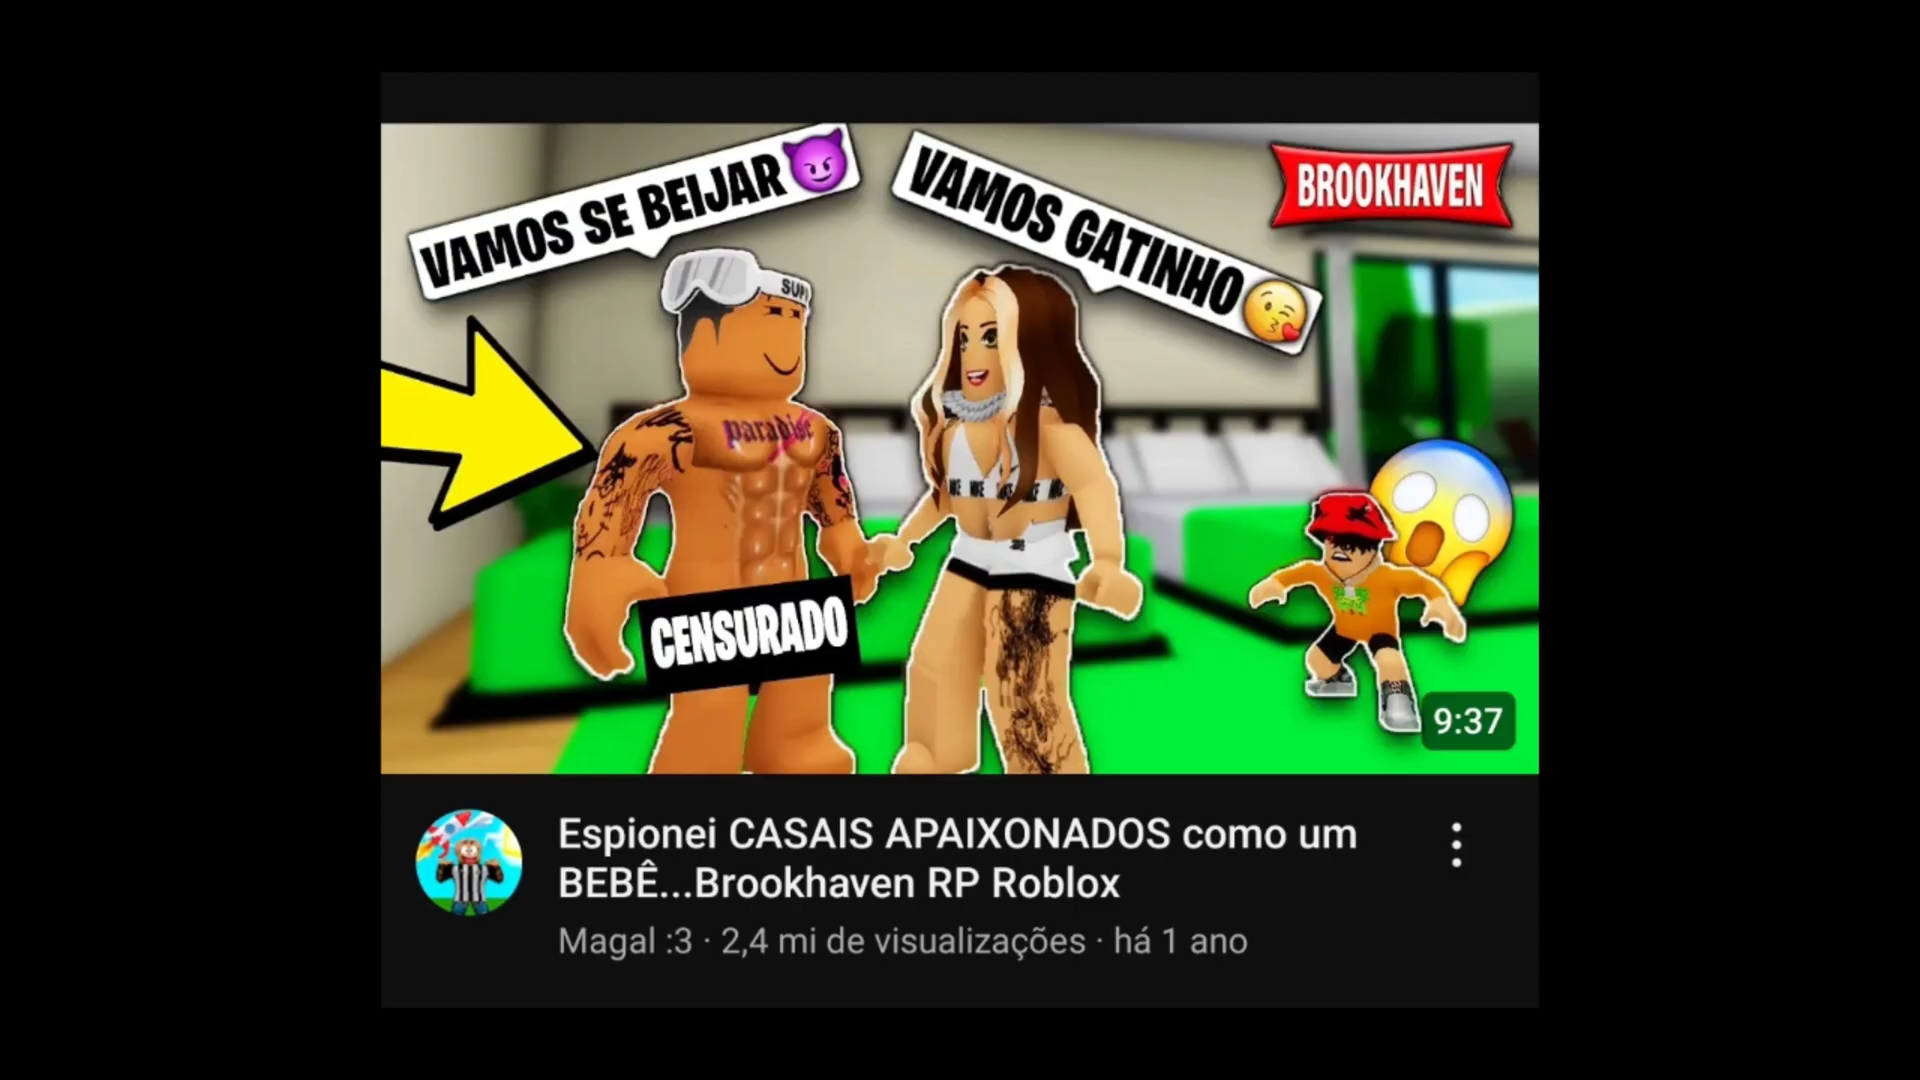 VAMOS SE BEIJAR
VAMOS GATINHO
BROOKHAVEN
paradise
CENSURADO
9:37
Espionei CASAIS APAIXONADOS como um
BEBÊ...Brookhaven RP Roblox
Magal :3 · 2,4 mi de visualizações · há 1 ano